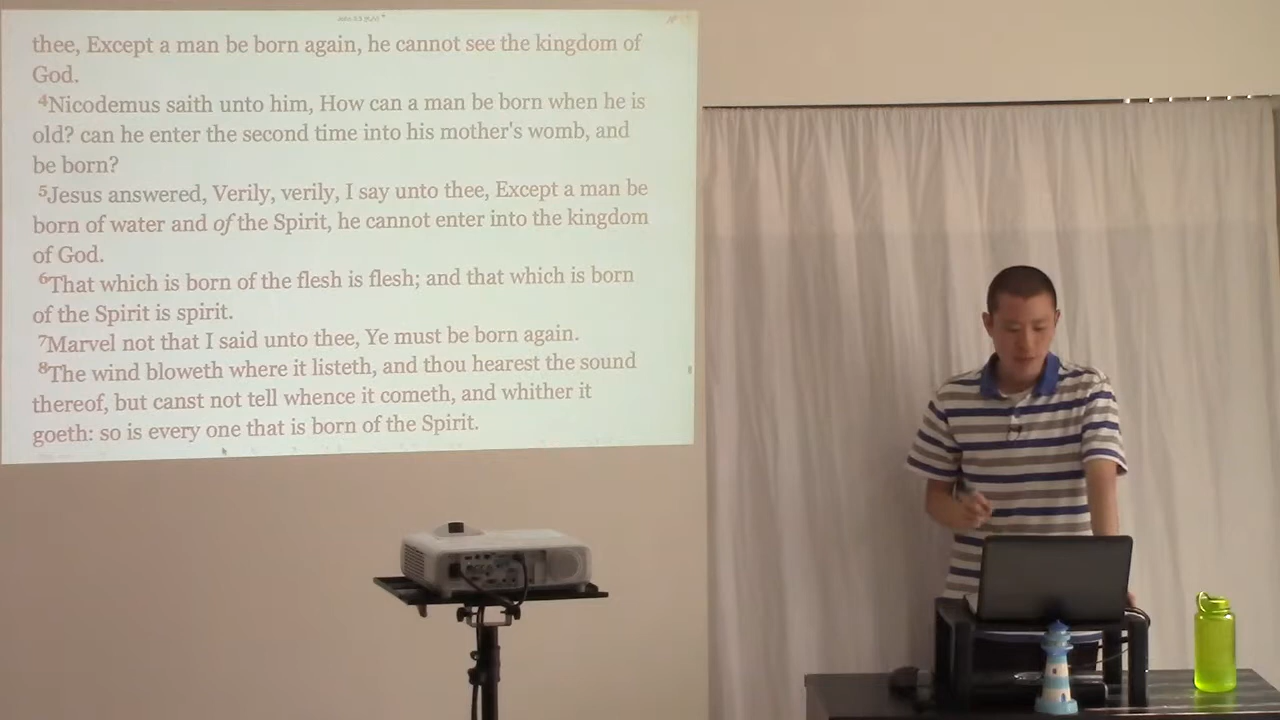 John 3:3 (KJV)
thee, Except a man be born again, he cannot see the kingdom of
God.
4Nicodemus saith unto him, How can a man be born when he is
old? can he enter the second time into his mother's womb, and
be born?
5Jesus answered, Verily, verily, I say unto thee, Except a man be
born of water and of the Spirit, he cannot enter into the kingdom
of God.
6That which is born of the flesh is flesh; and that which is born
of the Spirit is spirit.
7Marvel not that I said unto thee, Ye must be born again.
8The wind bloweth where it listeth, and thou hearest the sound
thereof, but canst not tell whence it cometh, and whither it
goeth: so is every one that is born of the Spirit.